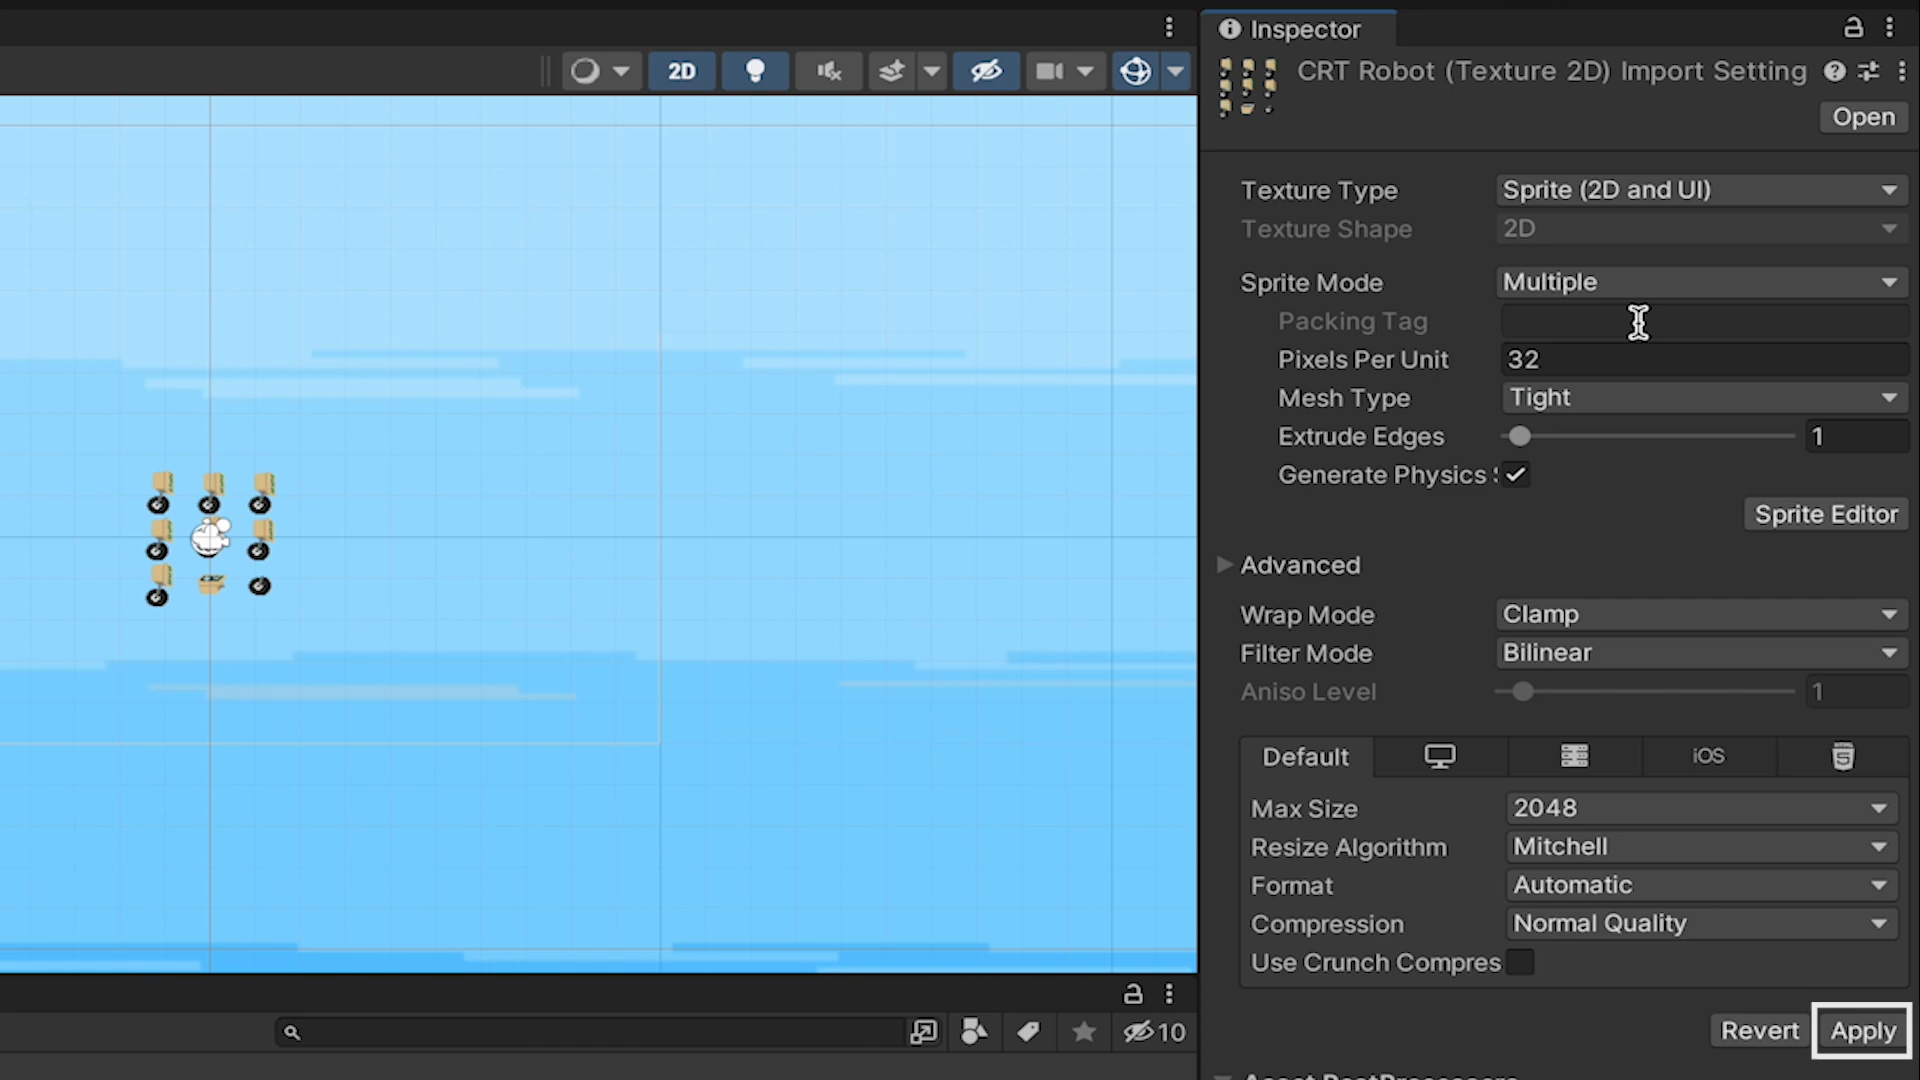 Inspector
2D
CRT Robot (Texture 2D) Import Setting
Open
Texture Type Sprite (2D and UI)
Texture Shape 2D
Sprite Mode Multiple
Packing Tag
Pixels Per Unit 32
Mesh Type Tight
Extrude Edges 1
Generate Physics
Sprite Editor
Advanced
Wrap Mode Clamp
Filter Mode Bilinear
Aniso Level 1
Default iOS
Max Size 2048
Resize Algorithm Mitchell
Format Automatic
Compression Normal Quality
Use Crunch Compres
10
Revert Apply
Asset PostProcessors